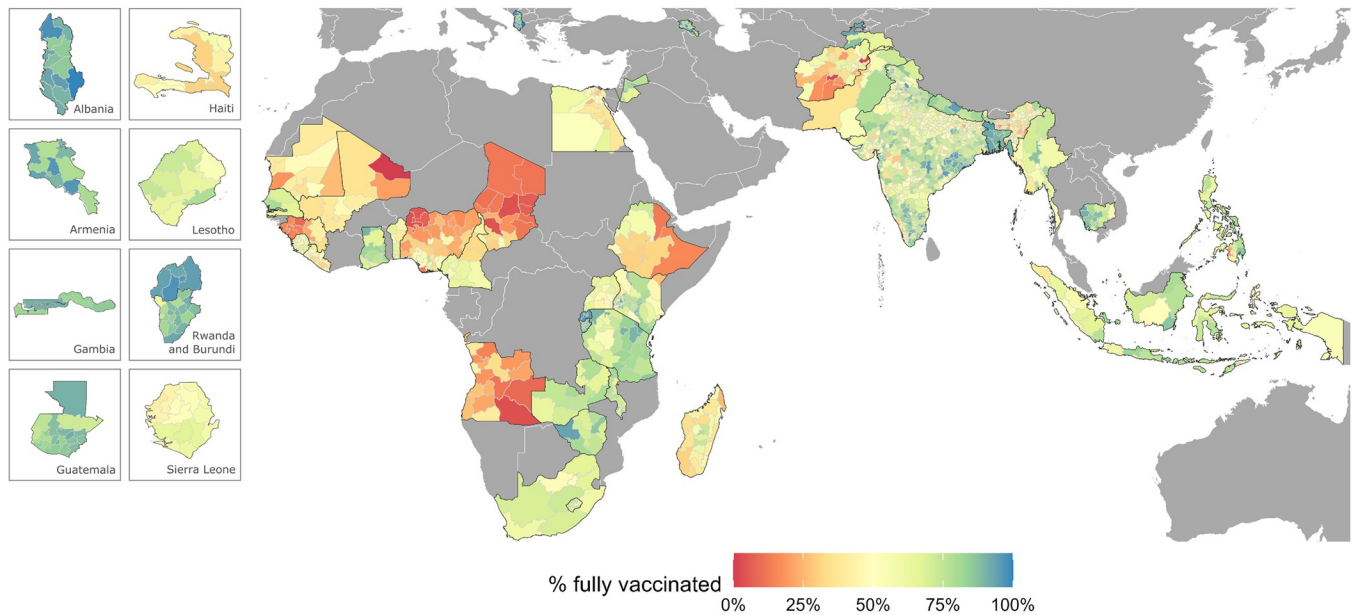 Albania
Haiti
Armenia
Lesotho
Gambia
Rwanda
and Burundi
Guatemala
Sierra Leone
% fully vaccinated
0% 25% 50% 75% 100%